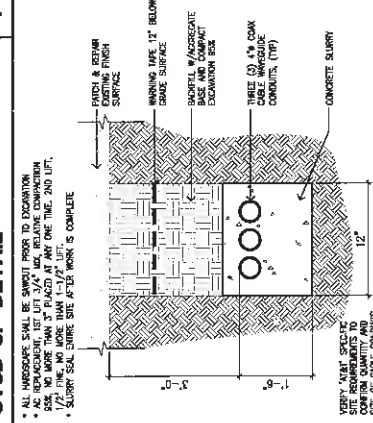 * ALL HARDSCAPE SHALL BE SAWCUT PRIOR TO EXCAVATION
* AC REPLACEMENT, 1ST LIFT 3/4" MIX, RELATIVE COMPACTION
95%, NO MORE THAN 3" PLACED AT ANY ONE TIME. 2ND LIFT,
1/2" FINE, NO MORE THAN 1-1/2" LIFT.
* SLURRY SEAL ENTIRE SITE AFTER WORK IS COMPLETE
PATCH & REPAIR
EXISTING FINISH
SURFACE
WARNING TAPE 12" BELOW
GRADE SURFACE
BACKFILL W/AGGREGATE
BASE AND COMPACT
EXCAVATION 95%
THREE (3) 4"Ø COAX
CABLE WAVEGUIDE
CONDUITS, (TYP)
CONCRETE SLURRY
3'-0"
1'-6"
12"
VERIFY "AT&T" SPECIFIC
SITE REQUIREMENTS TO
CONFIRM QUANTITY AND